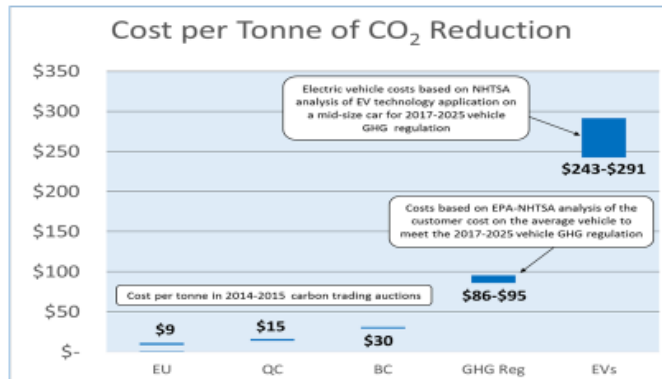 Cost per Tonne of CO₂ Reduction
$350
$300
$250
$200
$150
$100
$50
$-
Electric vehicle costs based on NHTSA
analysis of EV technology application on
a mid-size car for 2017-2025 vehicle
GHG regulation
$243-$291
Costs based on EPA-NHTSA analysis of the
customer cost on the average vehicle to
meet the 2017-2025 vehicle GHG regulation
$86-$95
Cost per tonne in 2014-2015 carbon trading auctions
$9
$15
$30
EU
QC
BC
GHG Reg
EVs